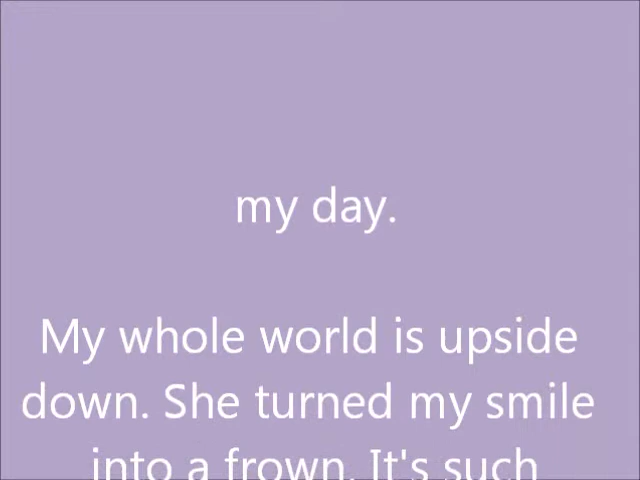 my day.
My whole world is upside
down. She turned my smile
into a frown. It's such